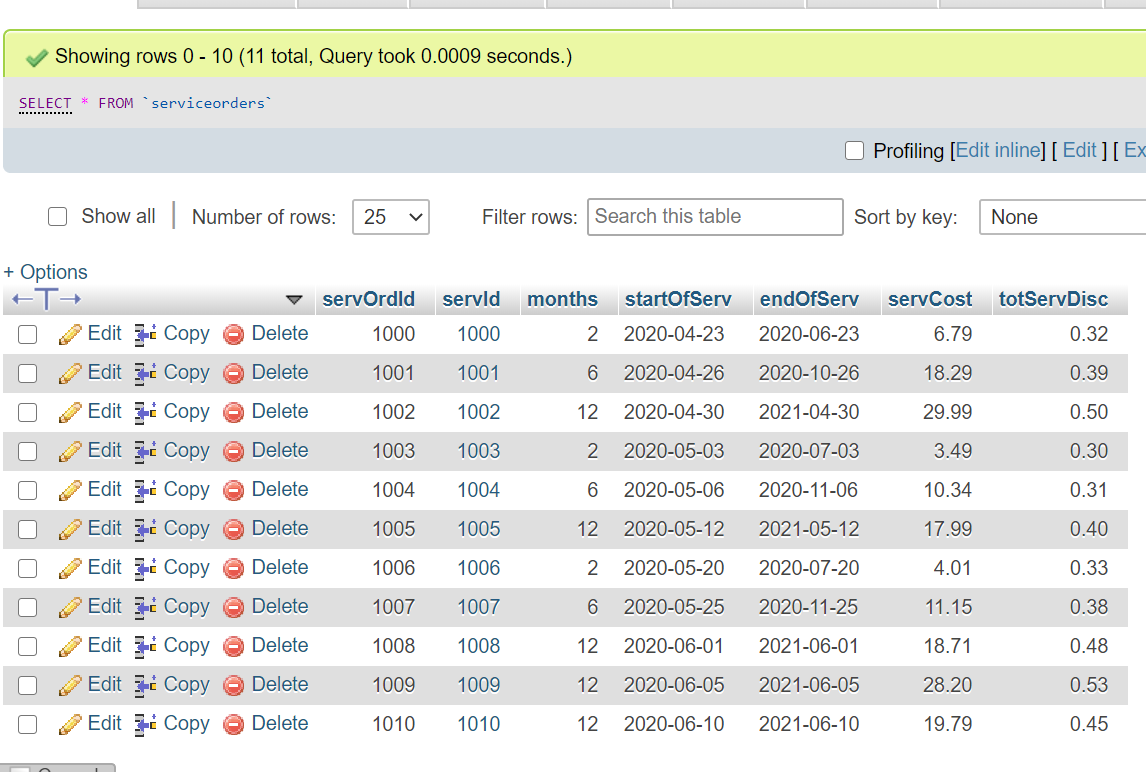 Showing rows 0 - 10 (11 total, Query took 0.0009 seconds.)
SELECT * FROM `serviceorders`
Profiling [Edit inline] [ Edit ] [ Ex
Show all | Number of rows: 25 Filter rows: Search this table Sort by key: None
+ Options
servOrdId servId months startOfServ endOfServ servCost totServDisc
Edit Copy Delete 1000 1000 2 2020-04-23 2020-06-23 6.79 0.32
Edit Copy Delete 1001 1001 6 2020-04-26 2020-10-26 18.29 0.39
Edit Copy Delete 1002 1002 12 2020-04-30 2021-04-30 29.99 0.50
Edit Copy Delete 1003 1003 2 2020-05-03 2020-07-03 3.49 0.30
Edit Copy Delete 1004 1004 6 2020-05-06 2020-11-06 10.34 0.31
Edit Copy Delete 1005 1005 12 2020-05-12 2021-05-12 17.99 0.40
Edit Copy Delete 1006 1006 2 2020-05-20 2020-07-20 4.01 0.33
Edit Copy Delete 1007 1007 6 2020-05-25 2020-11-25 11.15 0.38
Edit Copy Delete 1008 1008 12 2020-06-01 2021-06-01 18.71 0.48
Edit Copy Delete 1009 1009 12 2020-06-05 2021-06-05 28.20 0.53
Edit Copy Delete 1010 1010 12 2020-06-10 2021-06-10 19.79 0.45